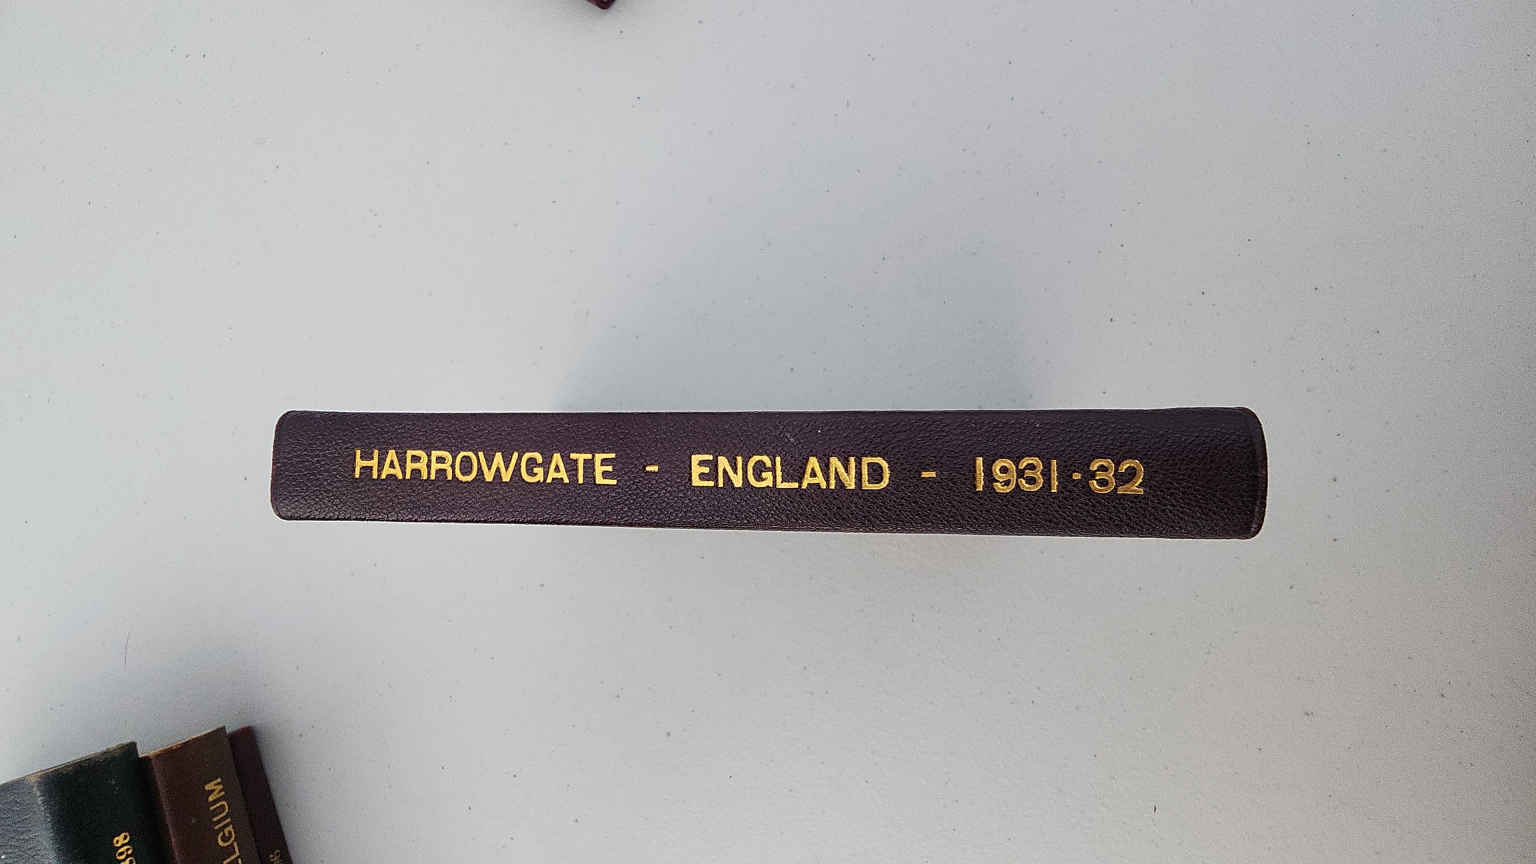 HARROWGATE - ENGLAND - 1931·32